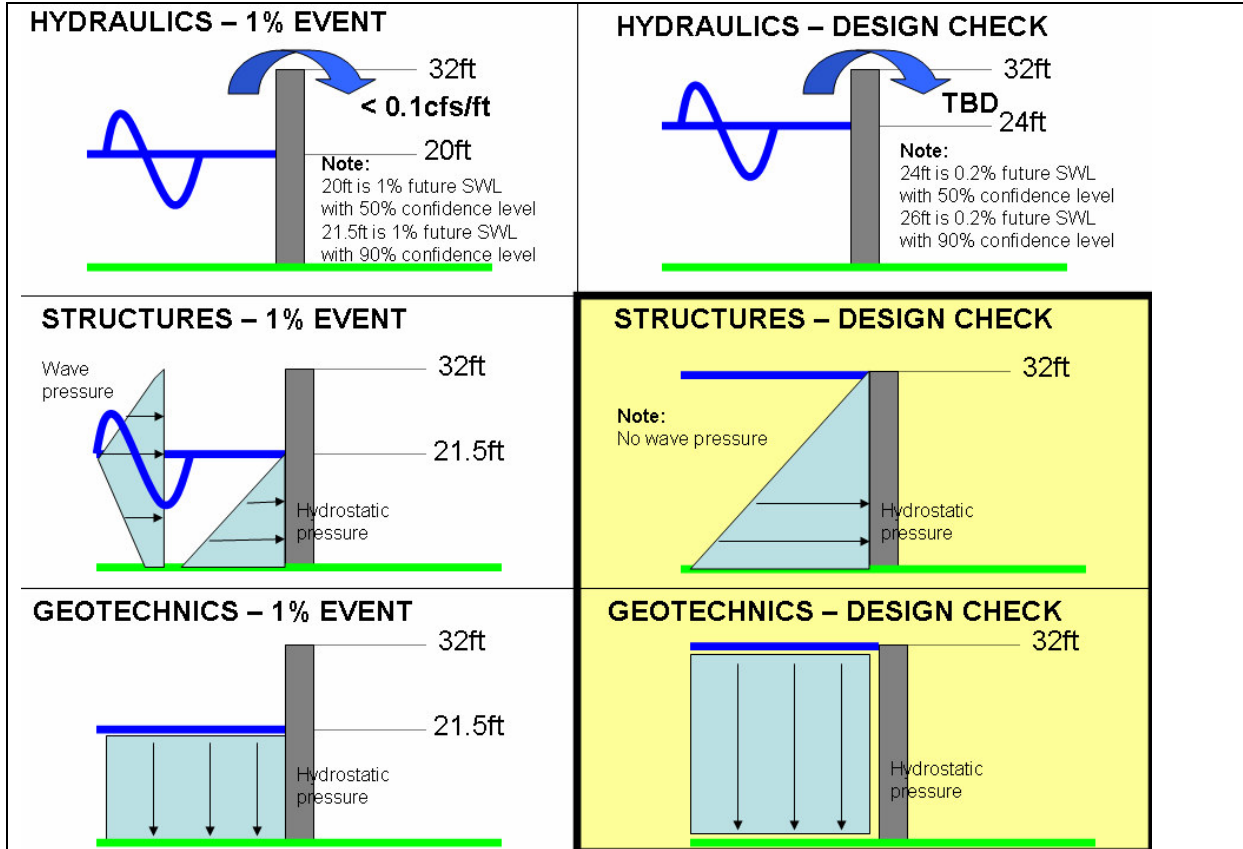 HYDRAULICS – 1% EVENT
32ft
< 0.1cfs/ft
20ft
Note:
20ft is 1% future SWL
with 50% confidence level
21.5ft is 1% future SWL
with 90% confidence level
HYDRAULICS – DESIGN CHECK
32ft
TBD
24ft
Note:
24ft is 0.2% future SWL
with 50% confidence level
26ft is 0.2% future SWL
with 90% confidence level
STRUCTURES – 1% EVENT
Wave
pressure
32ft
21.5ft
Hydrostatic
pressure
STRUCTURES – DESIGN CHECK
32ft
Note:
No wave pressure
Hydrostatic
pressure
GEOTECHNICS – 1% EVENT
32ft
21.5ft
Hydrostatic
pressure
GEOTECHNICS – DESIGN CHECK
32ft
Hydrostatic
pressure